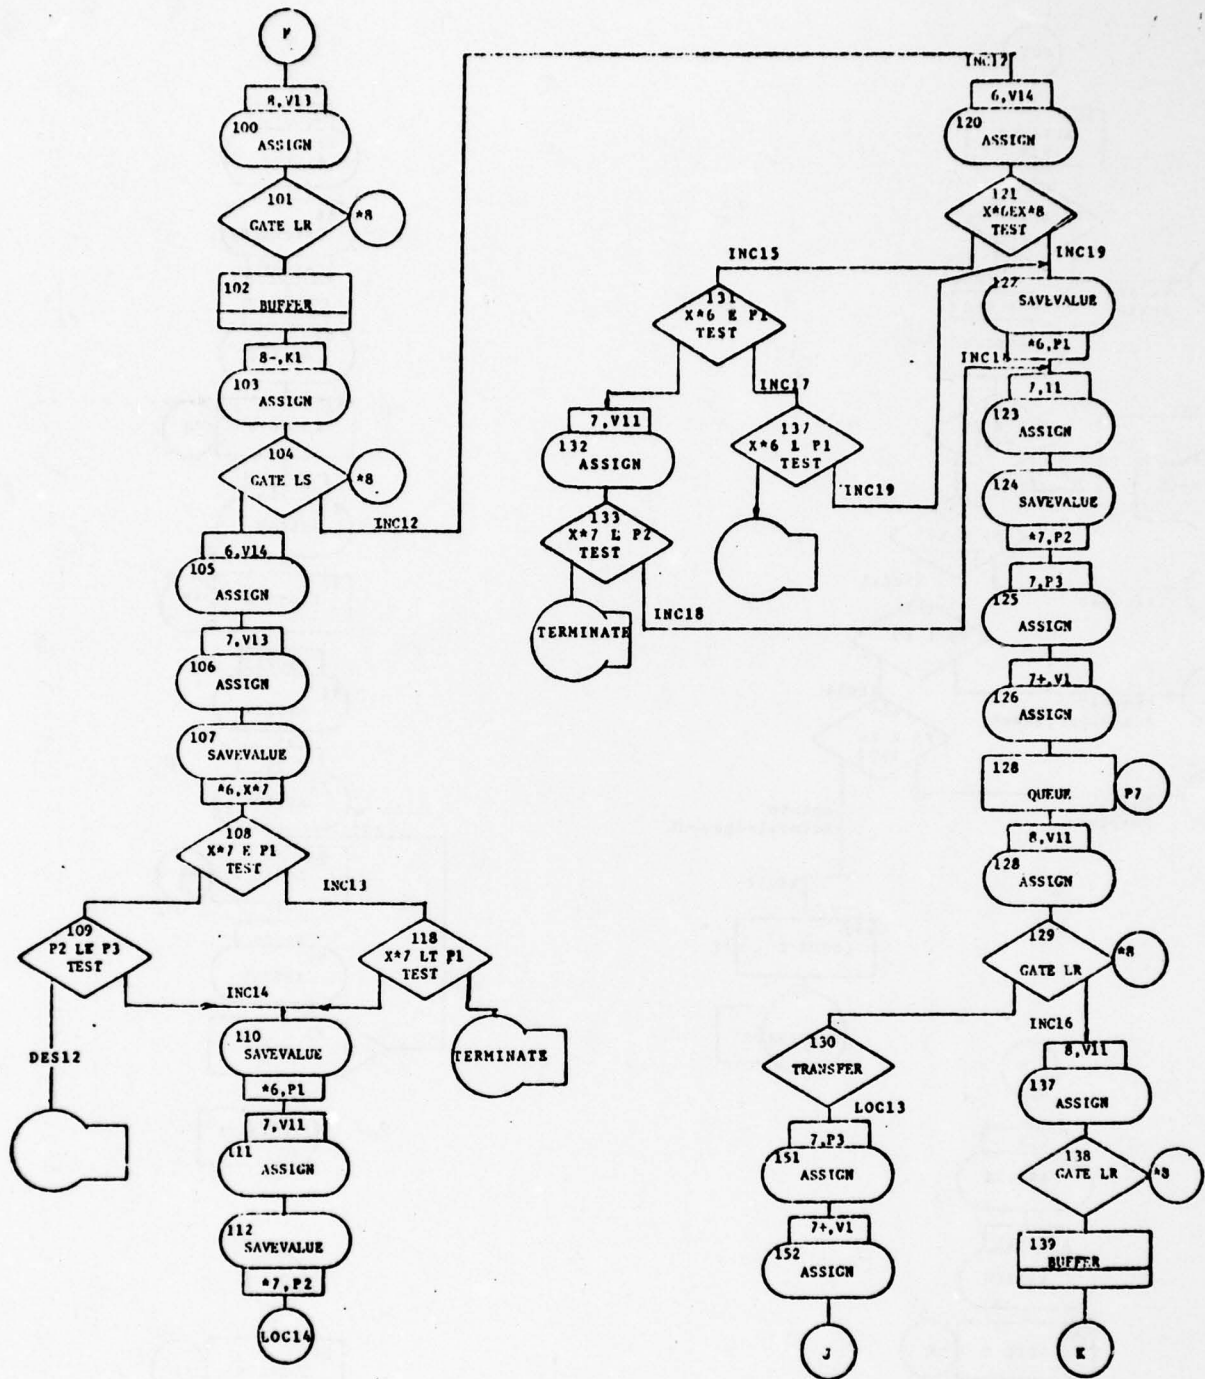 8,V13
100
ASSIGN
101
GATE LR
*8
102
BUFFER
8-,K1
103
ASSIGN
104
GATE LS
*8
INC12
6,V14
105
ASSIGN
7,V13
106
ASSIGN
107
SAVEVALUE
*6,X*7
108
X*7 E P1
TEST
INC13
109
P2 LE P3
TEST
118
X*7 LT P1
TEST
INC14
DES12
110
SAVEVALUE
*6,P1
TERMINATE
7,V11
111
ASSIGN
112
SAVEVALUE
*7,P2
LOC14
INC12
6,V14
120
ASSIGN
121
X*6EX*8
TEST
INC15
INC19
131
X*6 E P1
TEST
122
SAVEVALUE
*6,P1
INC17
7,V11
132
ASSIGN
137
X*6 L P1
TEST
INC19
133
X*7 L P2
TEST
TERMINATE
INC18
7,11
123
ASSIGN
124
SAVEVALUE
*7,P2
7,P3
125
ASSIGN
7+,V1
126
ASSIGN
128
QUEUE
P7
8,V11
128
ASSIGN
129
GATE LR
*8
INC16
130
TRANSFER
LOC13
7,P3
151
ASSIGN
7+,V1
152
ASSIGN
J
8,V11
137
ASSIGN
138
GATE LR
*8
139
BUFFER
K